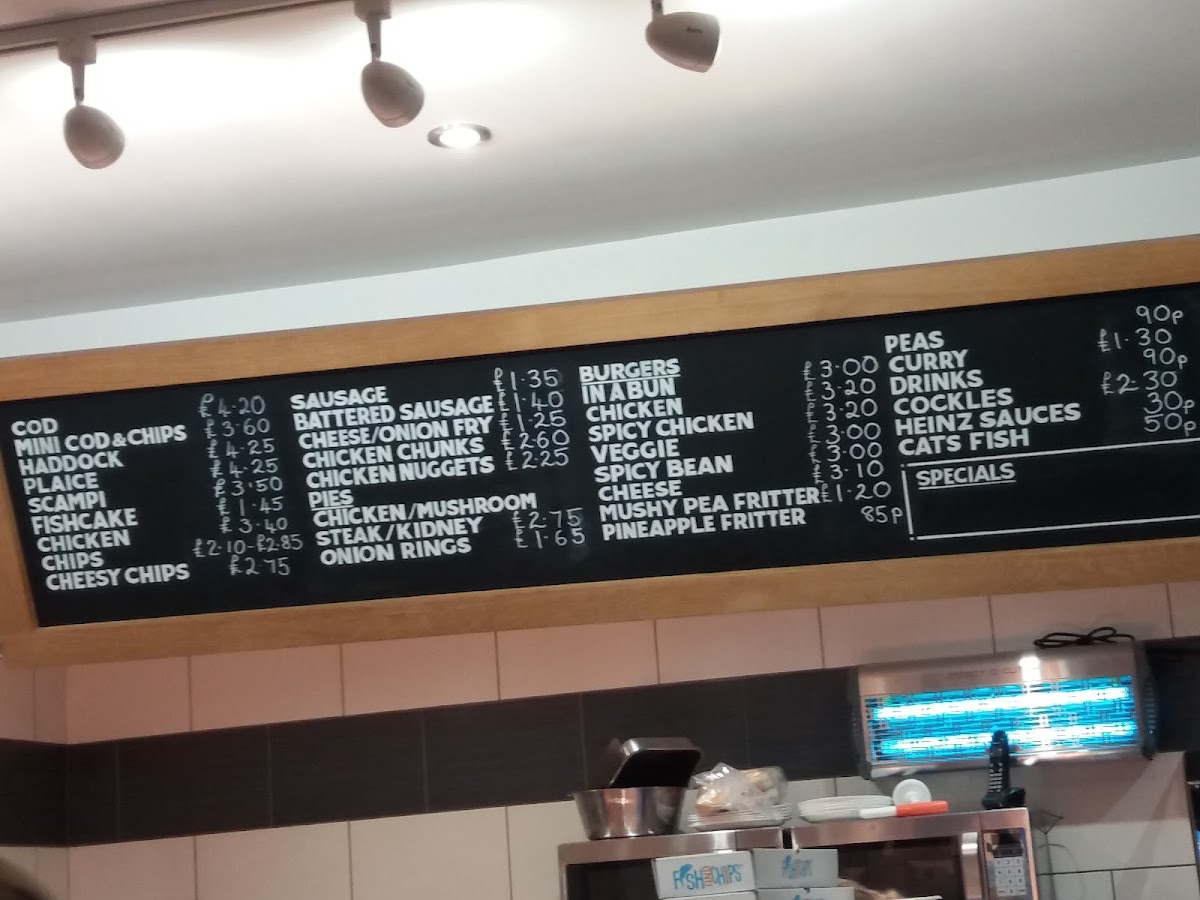 COD £4.20
MINI COD & CHIPS £3.60
HADDOCK £4.25
PLAICE £4.25
SCAMPI £3.50
FISHCAKE £1.45
CHICKEN £3.40
CHIPS £2.10-£2.85
CHEESY CHIPS £2.75
SAUSAGE £1.35
BATTERED SAUSAGE £1.40
CHEESE/ONION FRY £1.25
CHICKEN CHUNKS £2.60
CHICKEN NUGGETS £2.25
PIES
CHICKEN/MUSHROOM
STEAK/KIDNEY £2.75
ONION RINGS £1.65
BURGERS
IN A BUN £3.00
CHICKEN £3.20
SPICY CHICKEN £3.20
VEGGIE £3.00
SPICY BEAN £3.00
CHEESE £3.10
MUSHY PEA FRITTER £1.20
PINEAPPLE FRITTER 85p
PEAS 90p
CURRY £1.30
DRINKS 90p
COCKLES £2.30
HEINZ SAUCES 30p
CATS FISH 50p
SPECIALS
FISH AND CHIPS